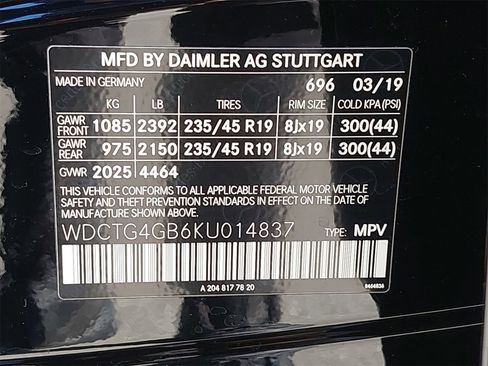 MFD BY DAIMLER AG STUTTGART
MADE IN GERMANY 696 03/19
KG LB TIRES RIM SIZE COLD KPA (PSI)
GAWR FRONT 1085 2392 235/45 R19 8Jx19 300(44)
GAWR REAR 975 2150 235/45 R19 8Jx19 300(44)
GVWR 2025 4464
THIS VEHICLE CONFORMS TO ALL APPLICABLE FEDERAL MOTOR VEHICLE
SAFETY, BUMPER, AND THEFT PREVENTION STANDARDS IN EFFECT
ON THE DATE OF MANUFACTURE SHOWN ABOVE.
WDCTG4GB6KU014837 TYPE: MPV
A 204 817 78 20 8464836